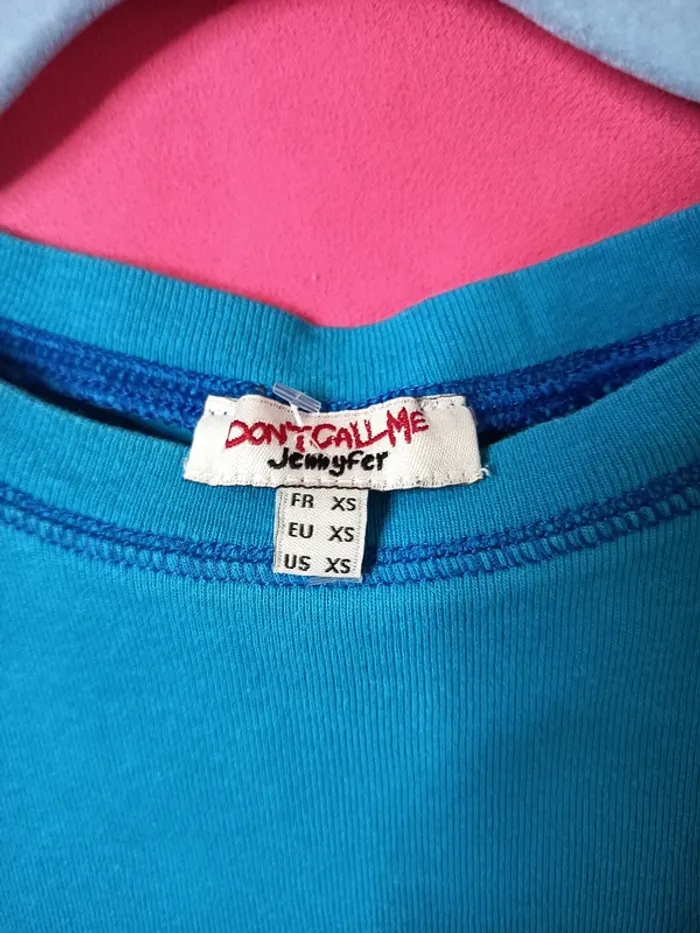 DON'T CALL ME
Jennyfer
FR XS
EU XS
US XS